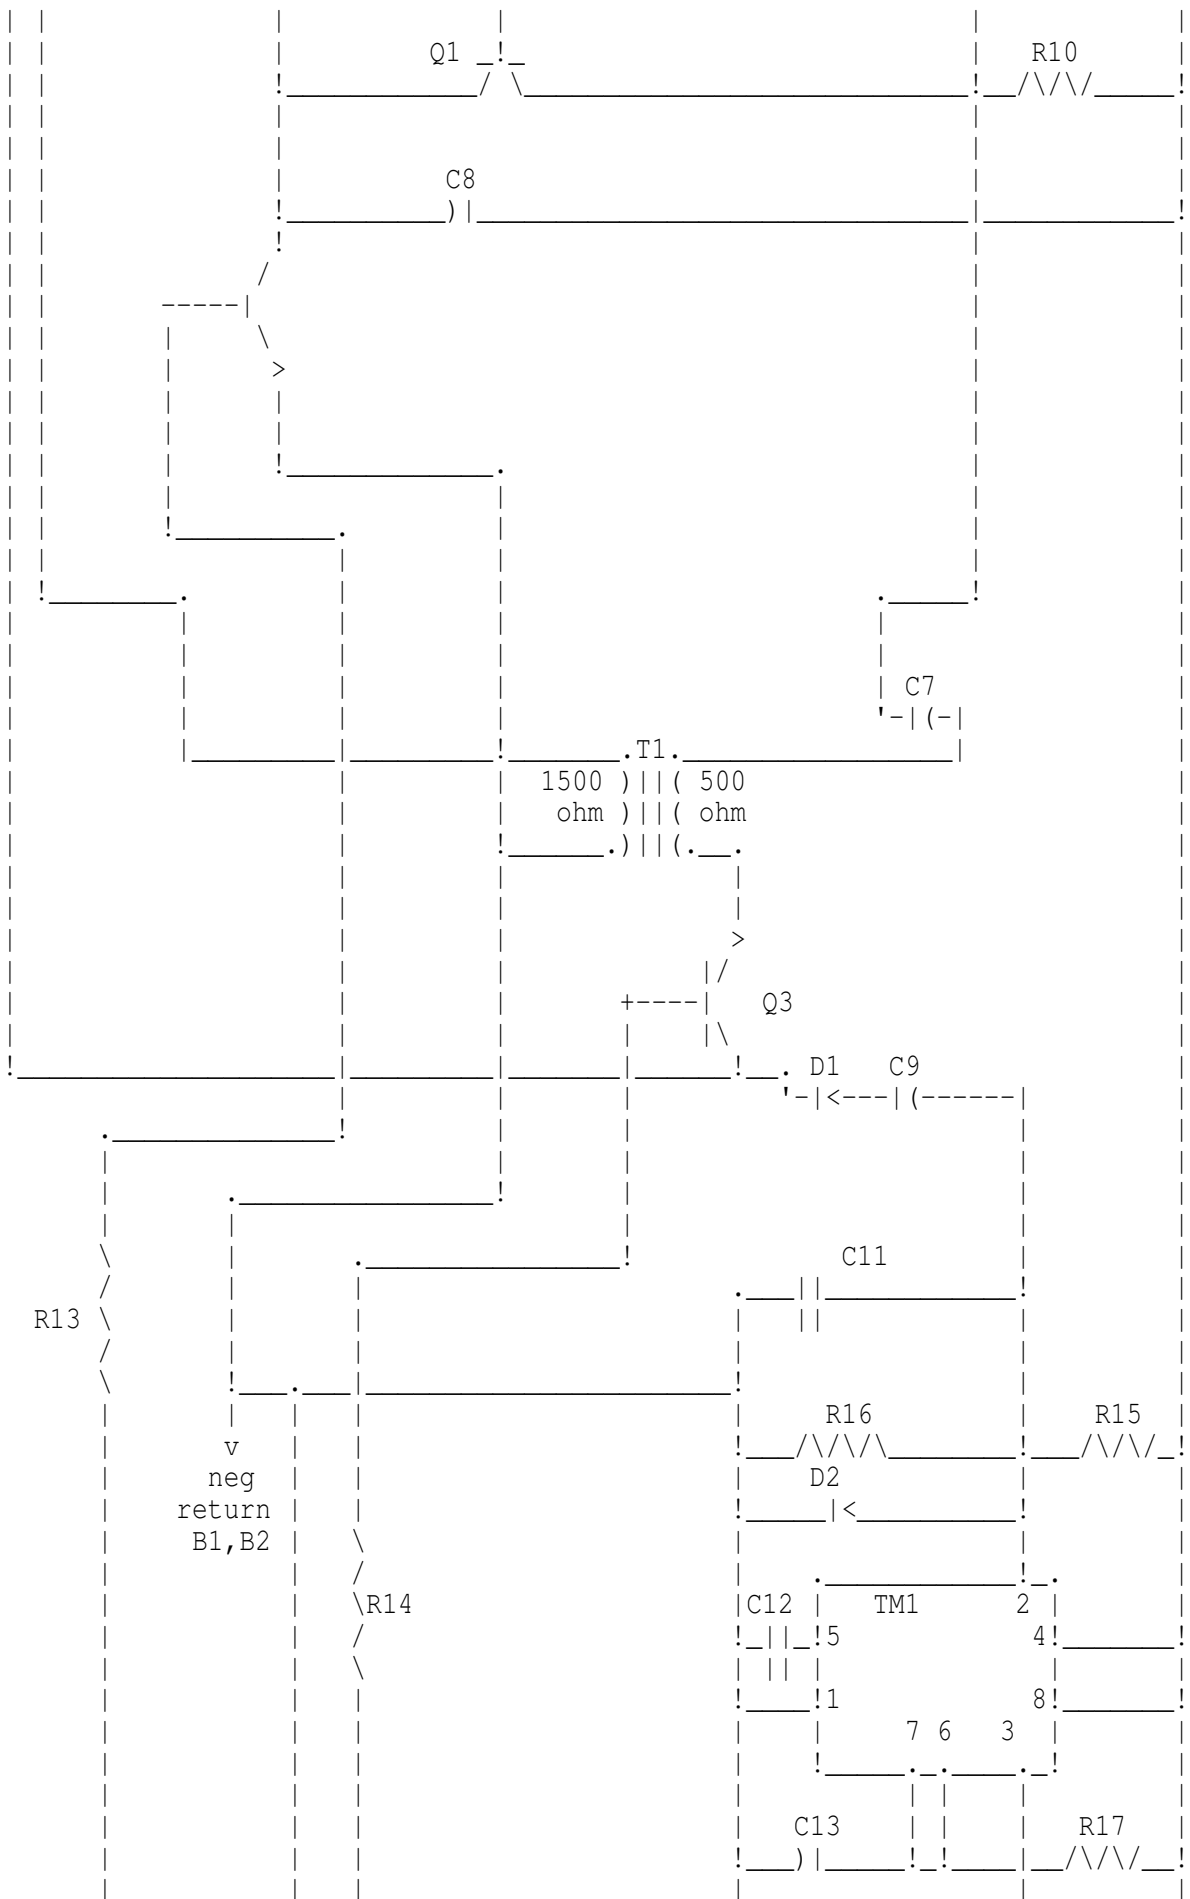 Q1 R10
C8
C7
T1
1500 500
ohm ohm
Q3
D1 C9
C11
R13
R16 R15
v
neg D2
return
B1,B2
C12 TM1 2
R14
5 4
1 8
7 6 3
C13 R17